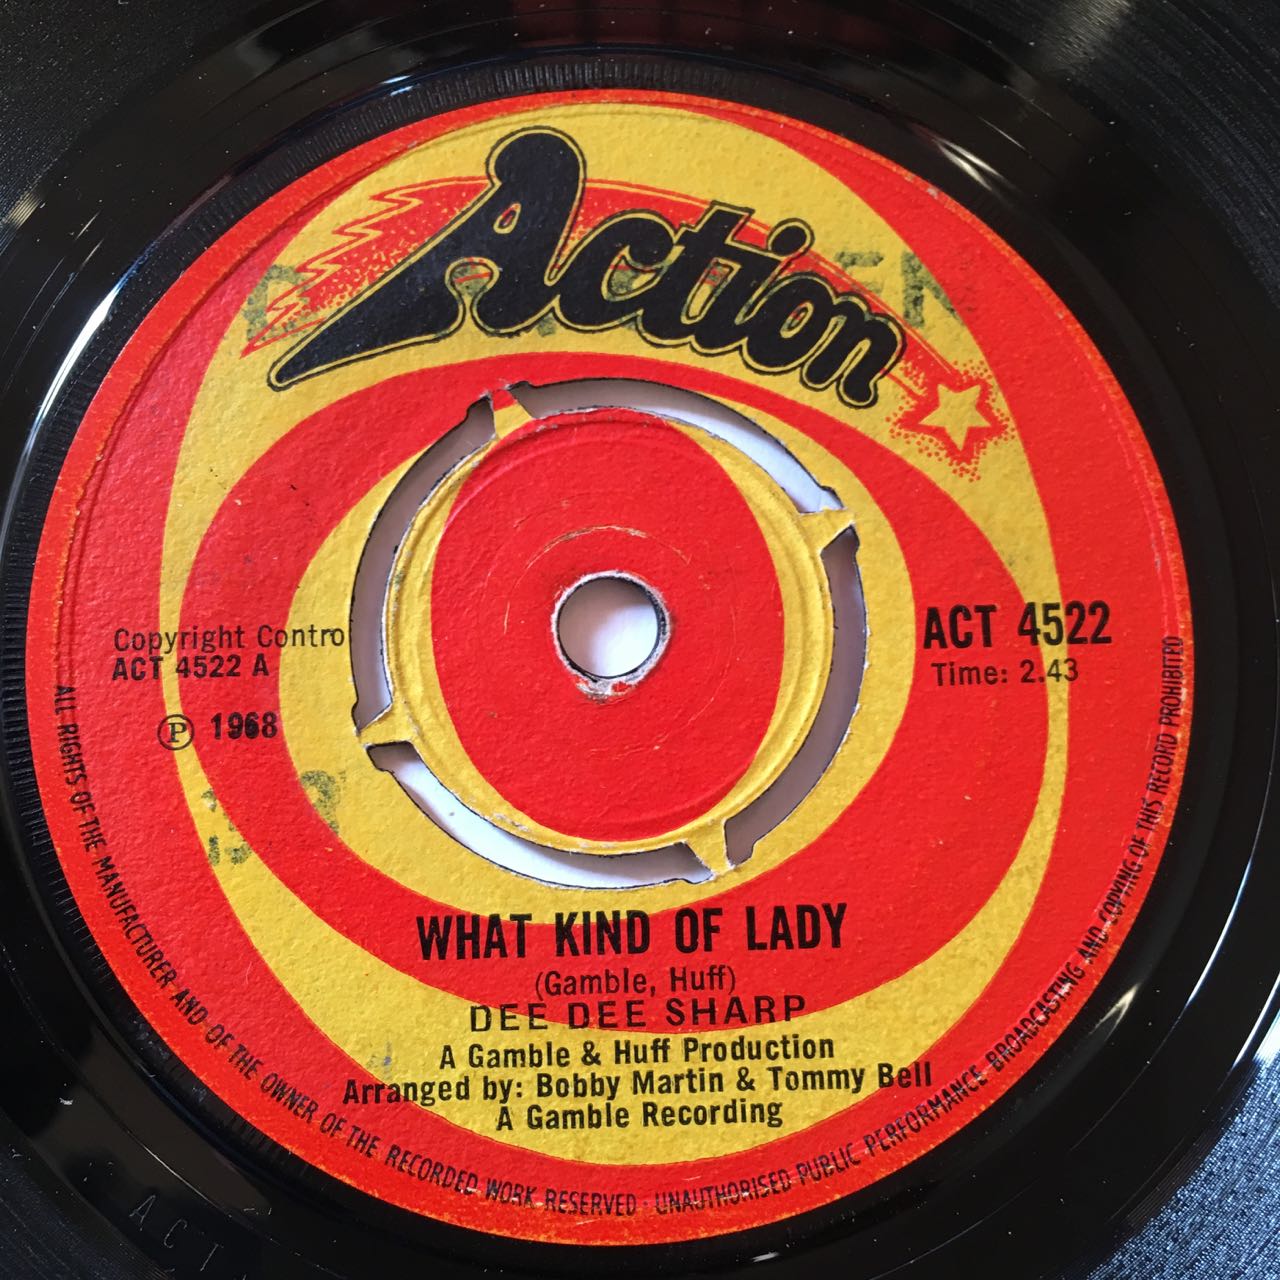 Action
Copyright Contro
ACT 4522 A
Ⓟ 1968
ACT 4522
Time: 2.43
WHAT KIND OF LADY
(Gamble, Huff)
DEE DEE SHARP
A Gamble & Huff Production
Arranged by: Bobby Martin & Tommy Bell
A Gamble Recording
ALL RIGHTS OF THE MANUFACTURER AND OF THE OWNER OF THE RECORDED WORK RESERVED · UNAUTHORISED PUBLIC PERFORMANCE BROADCASTING AND COPYING OF THIS RECORD PROHIBITED
ACT